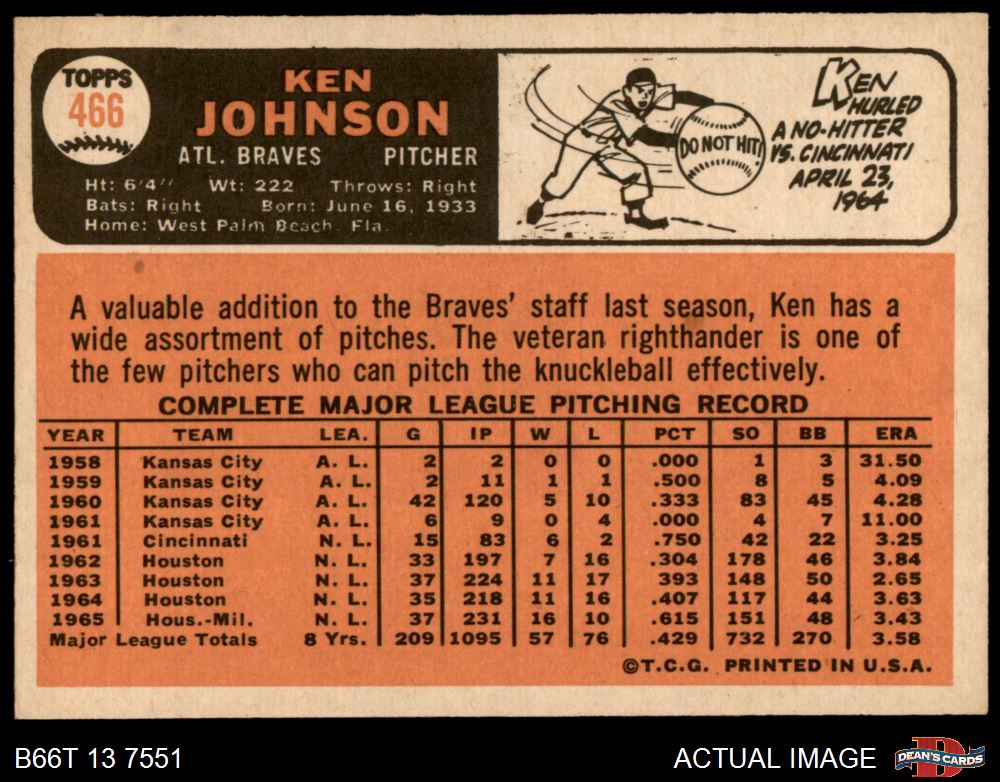 TOPPS
466
KEN
JOHNSON
ATL. BRAVES PITCHER
Ht: 6'4" Wt: 222 Throws: Right
Bats: Right Born: June 16, 1933
Home: West Palm Beach, Fla.
DO NOT HIT!
KEN
HURLED
A NO-HITTER
VS. CINCINNATI
APRIL 23,
1964
A valuable addition to the Braves' staff last season, Ken has a
wide assortment of pitches. The veteran righthander is one of
the few pitchers who can pitch the knuckleball effectively.
COMPLETE MAJOR LEAGUE PITCHING RECORD
YEAR TEAM LEA. G IP W L PCT SO BB ERA
1958 Kansas City A. L. 2 2 0 0 .000 1 3 31.50
1959 Kansas City A. L. 2 11 1 1 .500 8 5 4.09
1960 Kansas City A. L. 42 120 5 10 .333 83 45 4.28
1961 Kansas City A. L. 6 9 0 4 .000 4 7 11.00
1961 Cincinnati N. L. 15 83 6 2 .750 42 22 3.25
1962 Houston N. L. 33 197 7 16 .304 178 46 3.84
1963 Houston N. L. 37 224 11 17 393 148 50 2.65
1964 Houston N. L. 35 218 11 16 .407 117 44 3.63
1965 Hous.-Mil. N. L. 37 231 16 10 .615 151 48 3.43
Major League Totals 8 Yrs. 209 1095 57 76 .429 732 270 3.58
©T.C.G. PRINTED IN U.S.A.
B66T 13 7551
ACTUAL IMAGE
D
DEAN'S CARDS